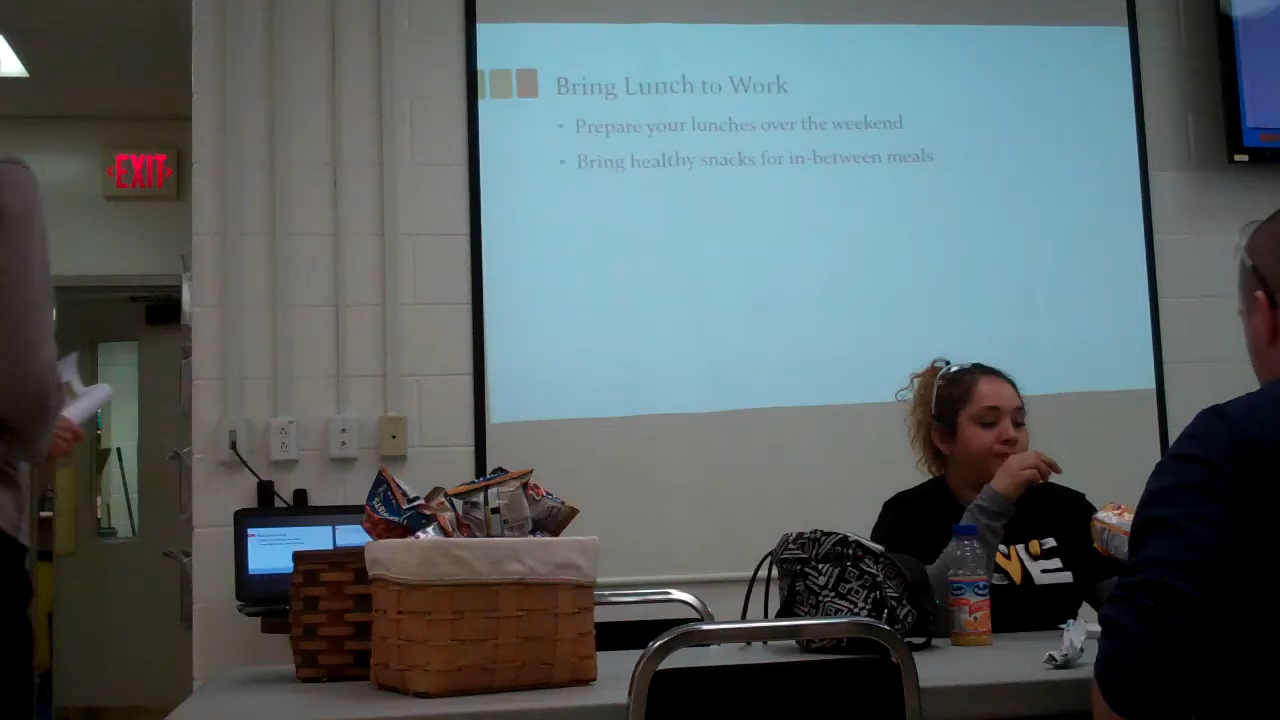 EXIT
Bring Lunch to Work
• Prepare your lunches over the weekend
• Bring healthy snacks for in-between meals